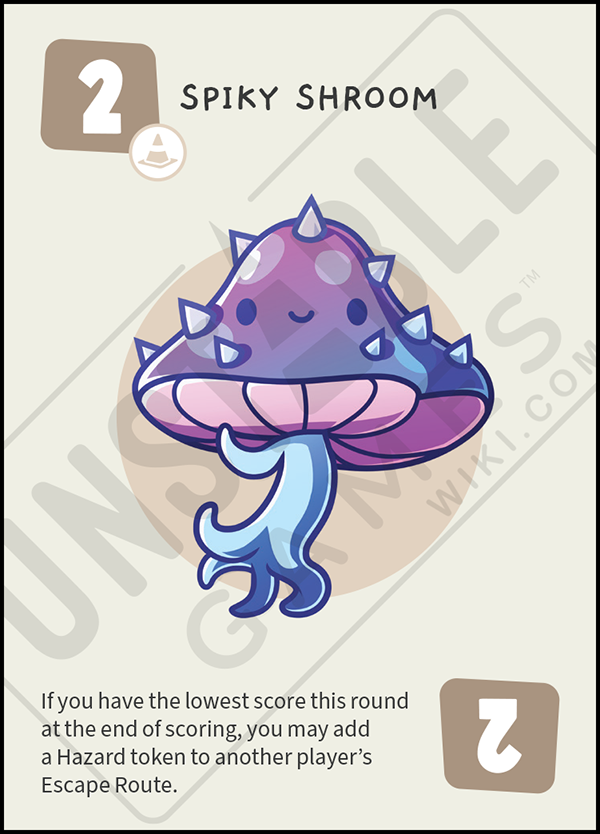 2
SPIKY SHROOM
UNSTABLE
GAMES™
WIKI.COM
If you have the lowest score this round
at the end of scoring, you may add
a Hazard token to another player's
Escape Route.
2